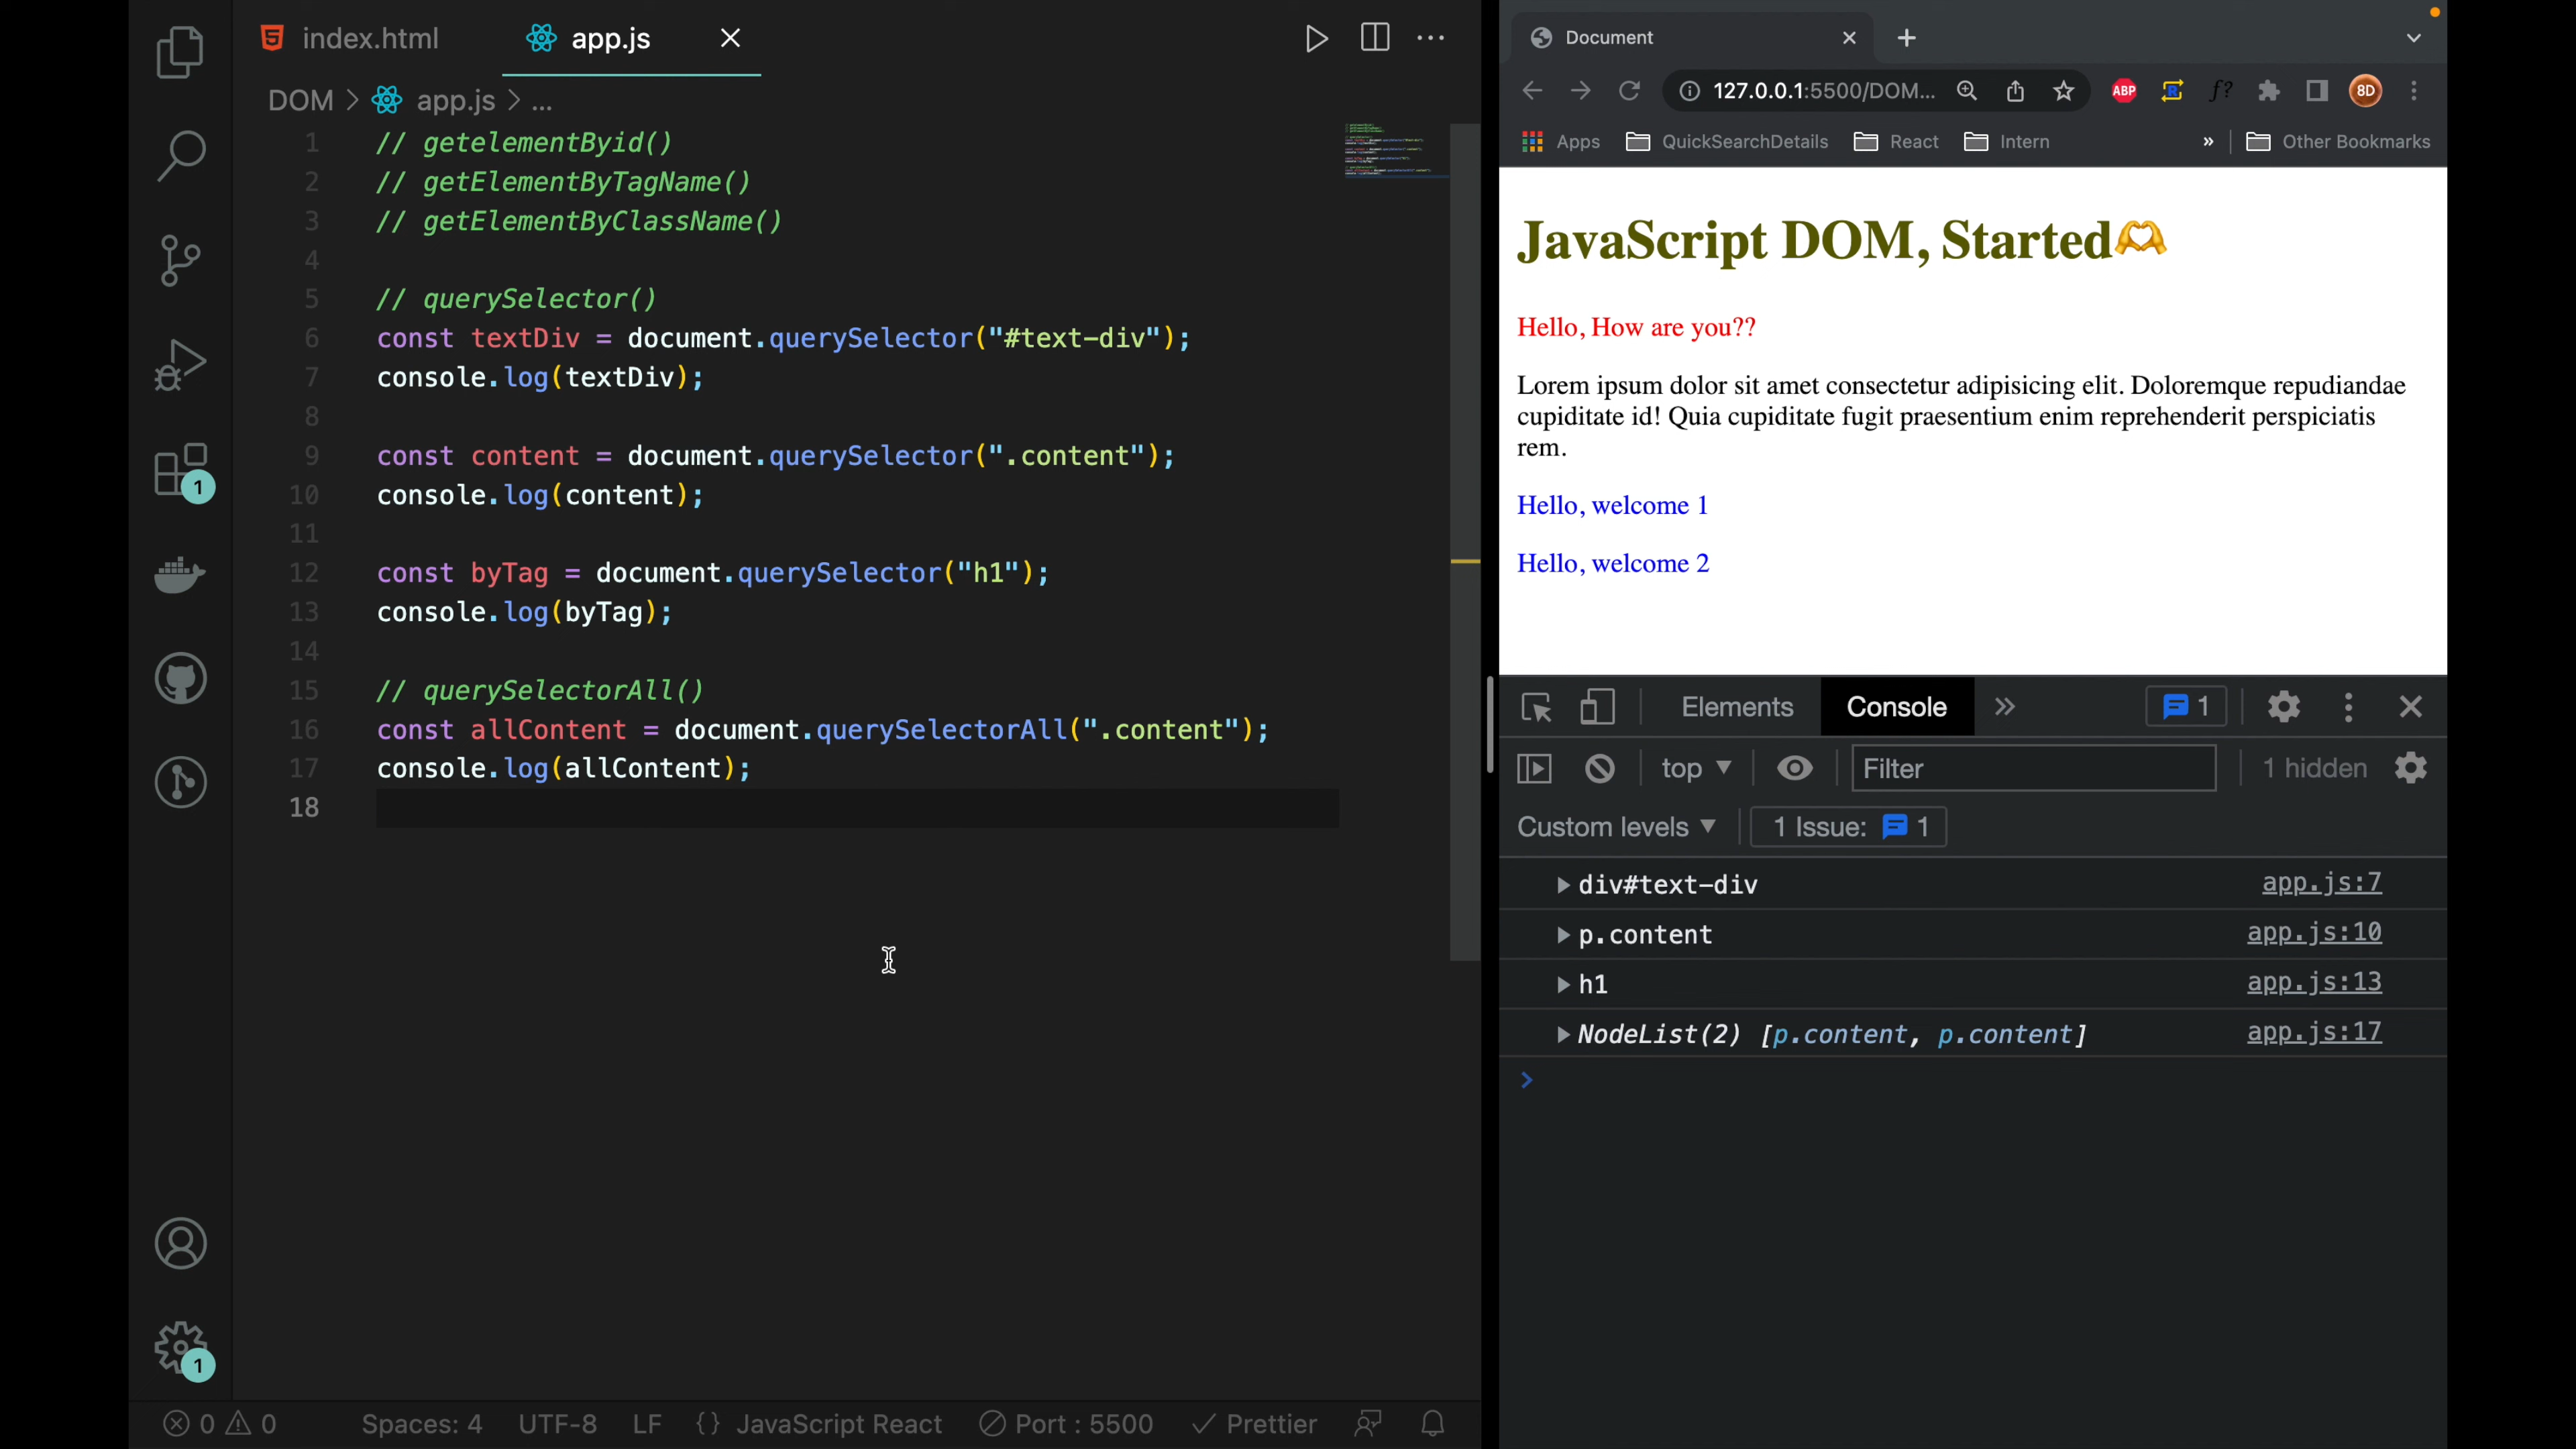 index.html
app.js
DOM > app.js > ...
1 // getelementByid()
2 // getElementByTagName()
3 // getElementByClassName()
4
5 // querySelector()
6 const textDiv = document.querySelector("#text-div");
7 console.log(textDiv);
8
9 const content = document.querySelector(".content");
10 console.log(content);
11
12 const byTag = document.querySelector("h1");
13 console.log(byTag);
14
15 // querySelectorAll()
16 const allContent = document.querySelectorAll(".content");
17 console.log(allContent);
18
1
1
0 0 Spaces: 4 UTF-8 LF {} JavaScript React Port : 5500 Prettier
Document
127.0.0.1:5500/DOM... ABP R f? 8D
Apps QuickSearchDetails React Intern » Other Bookmarks
JavaScript DOM, Started🫶
Hello, How are you??
Lorem ipsum dolor sit amet consectetur adipisicing elit. Doloremque repudiandae
cupiditate id! Quia cupiditate fugit praesentium enim reprehenderit perspiciatis
rem.
Hello, welcome 1
Hello, welcome 2
Elements Console » 1
top Filter 1 hidden
Custom levels 1 Issue: 1
div#text-div app.js:7
p.content app.js:10
h1 app.js:13
NodeList(2) [p.content, p.content] app.js:17